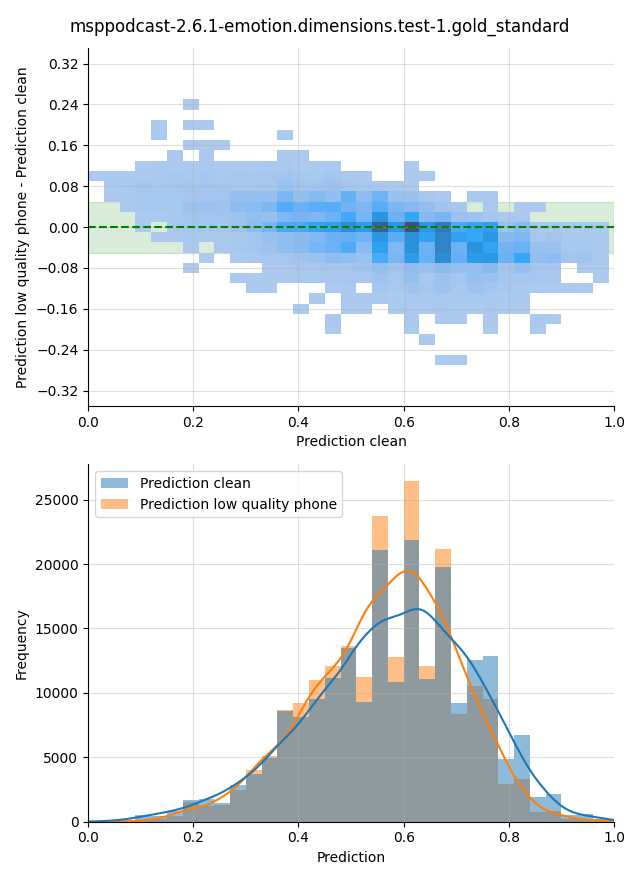 msppodcast-2.6.1-emotion.dimensions.test-1.gold_standard
0.32
0.24
0.16
0.08
0.00
−0.08
−0.16
−0.24
−0.32
Prediction low quality phone - Prediction clean
0.0 0.2 0.4 0.6 0.8 1.0
Prediction clean
Prediction clean
Prediction low quality phone
25000
20000
15000
10000
5000
0
Frequency
0.0 0.2 0.4 0.6 0.8 1.0
Prediction